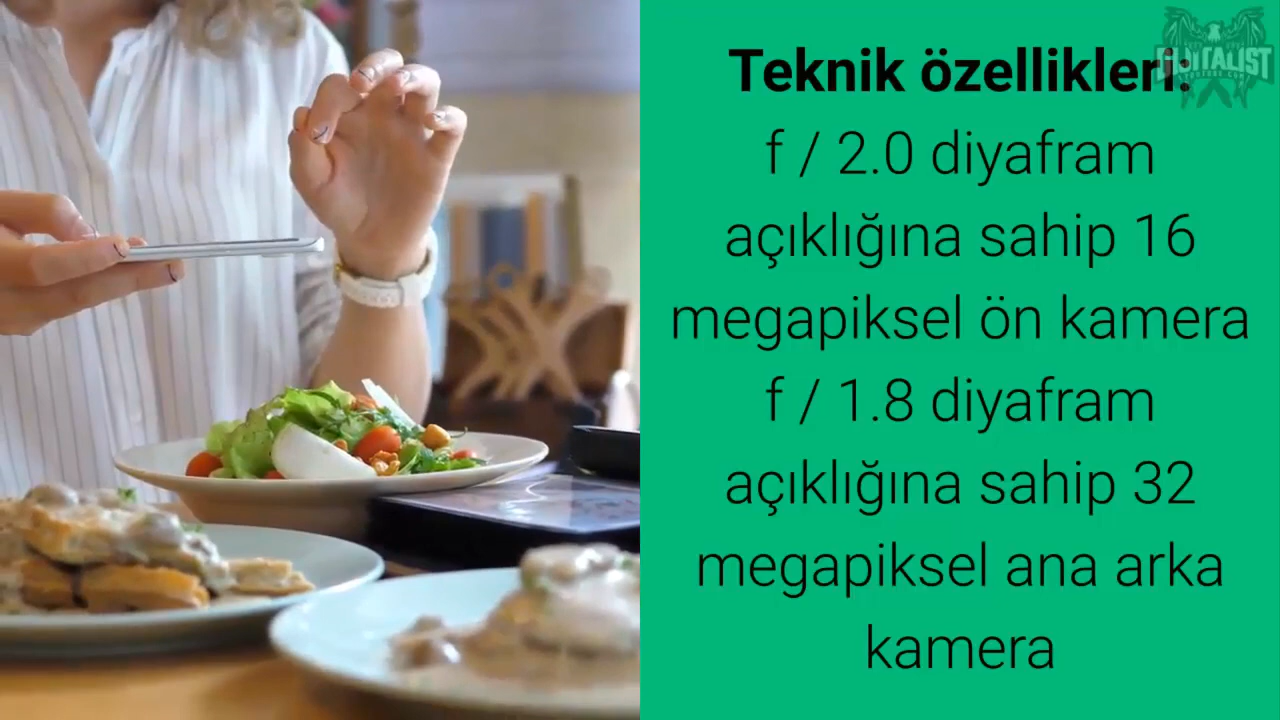 Teknik özellikleri:
f / 2.0 diyafram
açıklığına sahip 16
megapiksel ön kamera
f / 1.8 diyafram
açıklığına sahip 32
megapiksel ana arka
kamera